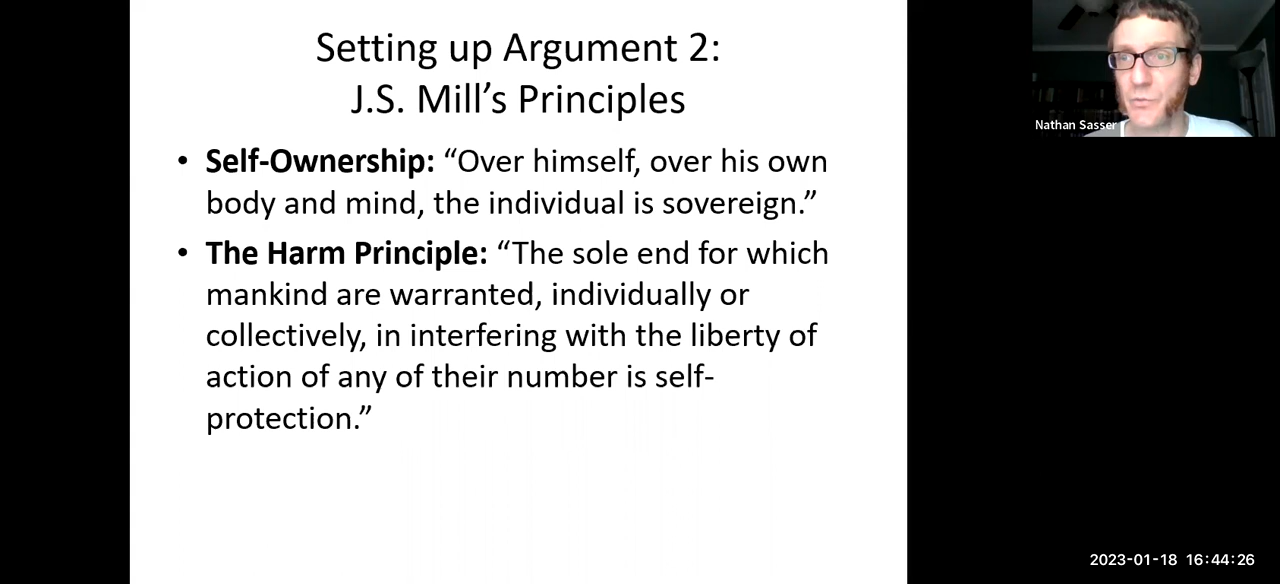 Setting up Argument 2:
J.S. Mill’s Principles
• Self-Ownership: “Over himself, over his own
body and mind, the individual is sovereign.”
• The Harm Principle: “The sole end for which
mankind are warranted, individually or
collectively, in interfering with the liberty of
action of any of their number is self-
protection.”
Nathan Sasser
2023-01-18 16:44:26